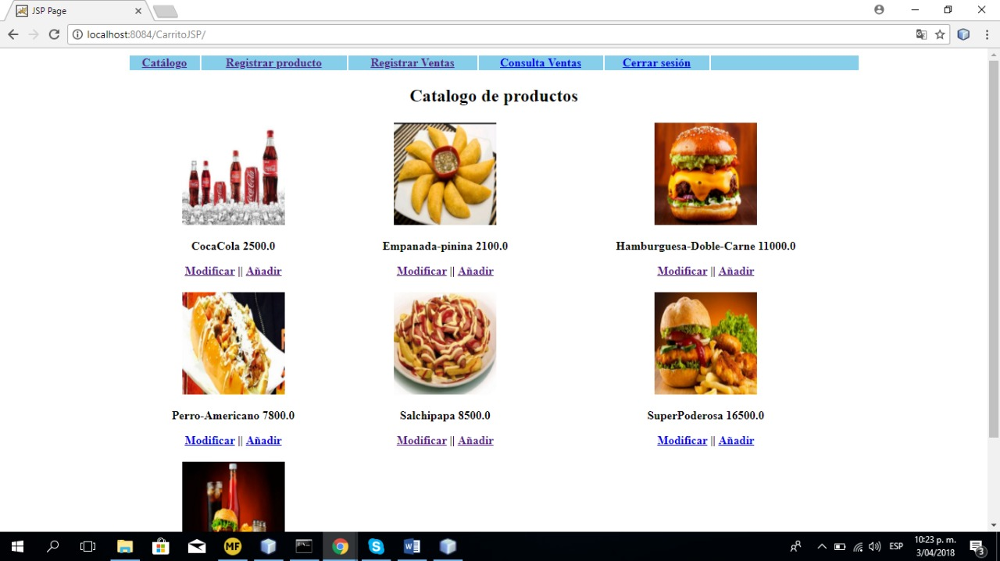 JSP Page
localhost:8084/CarritoJSP/
Catálogo Registrar producto Registrar Ventas Consulta Ventas Cerrar sesión
Catalogo de productos
CocaCola 2500.0 Empanada-pinina 2100.0 Hamburguesa-Doble-Carne 11000.0
Modificar || Añadir Modificar || Añadir Modificar || Añadir
Perro-Americano 7800.0 Salchipapa 8500.0 SuperPoderosa 16500.0
Modificar || Añadir Modificar || Añadir Modificar || Añadir
MF
ESP
10:23 p. m.
3/04/2018
3